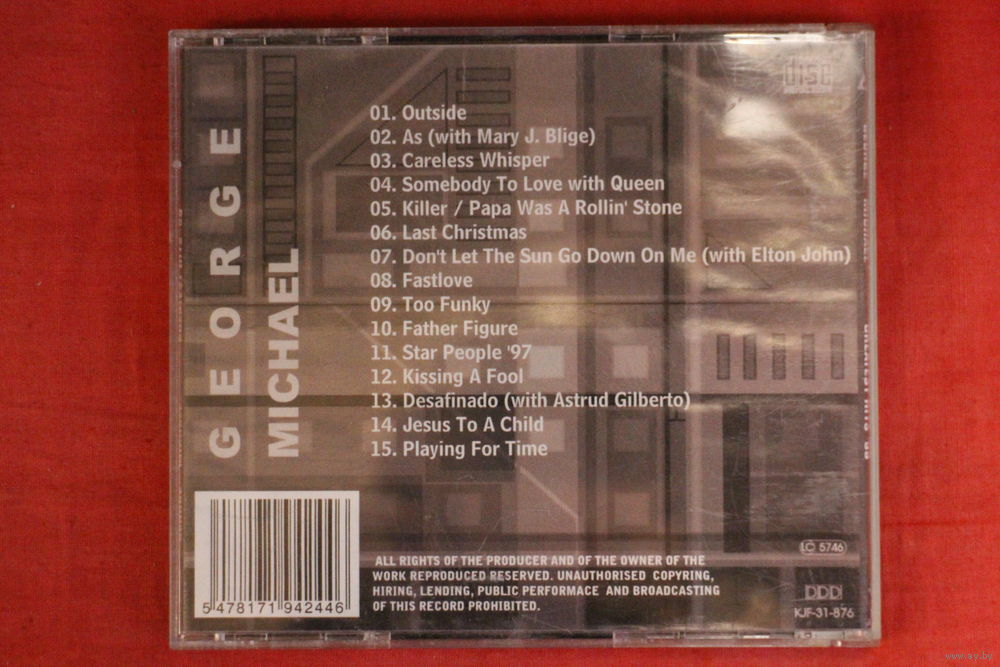 disc
GEORGE
MICHAEL
01. Outside
02. As (with Mary J. Blige)
03. Careless Whisper
04. Somebody To Love with Queen
05. Killer / Papa Was A Rollin' Stone
06. Last Christmas
07. Don't Let The Sun Go Down On Me (with Elton John)
08. Fastlove
09. Too Funky
10. Father Figure
11. Star People '97
12. Kissing A Fool
13. Desafinado (with Astrud Gilberto)
14. Jesus To A Child
15. Playing For Time
5 478171 942446
ALL RIGHTS OF THE PRODUCER AND OF THE OWNER OF THE
WORK REPRODUCED RESERVED. UNAUTHORISED COPYRING,
HIRING, LENDING, PUBLIC PERFORMACE AND BROADCASTING
OF THIS RECORD PROHIBITED.
LC 5746
DDD
KJF-31-876
www.ay.by